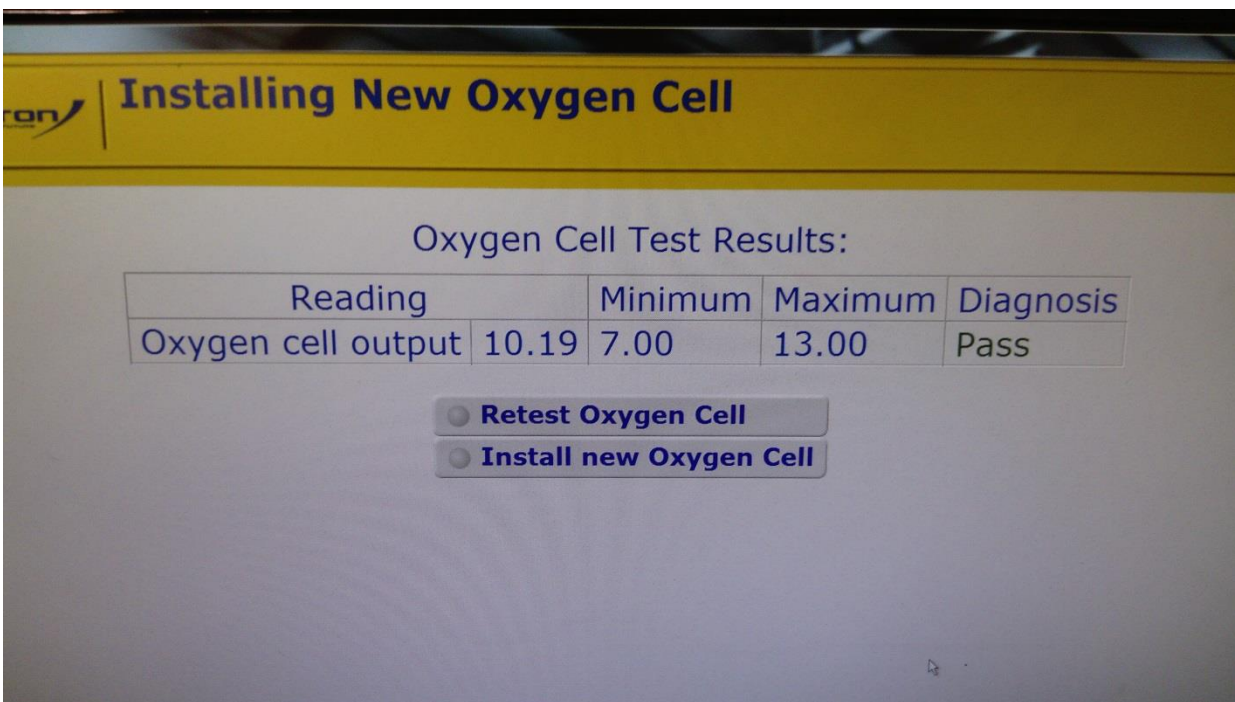 Installing New Oxygen Cell
Oxygen Cell Test Results:
Reading Minimum Maximum Diagnosis
Oxygen cell output 10.19 7.00 13.00 Pass
Retest Oxygen Cell
Install new Oxygen Cell